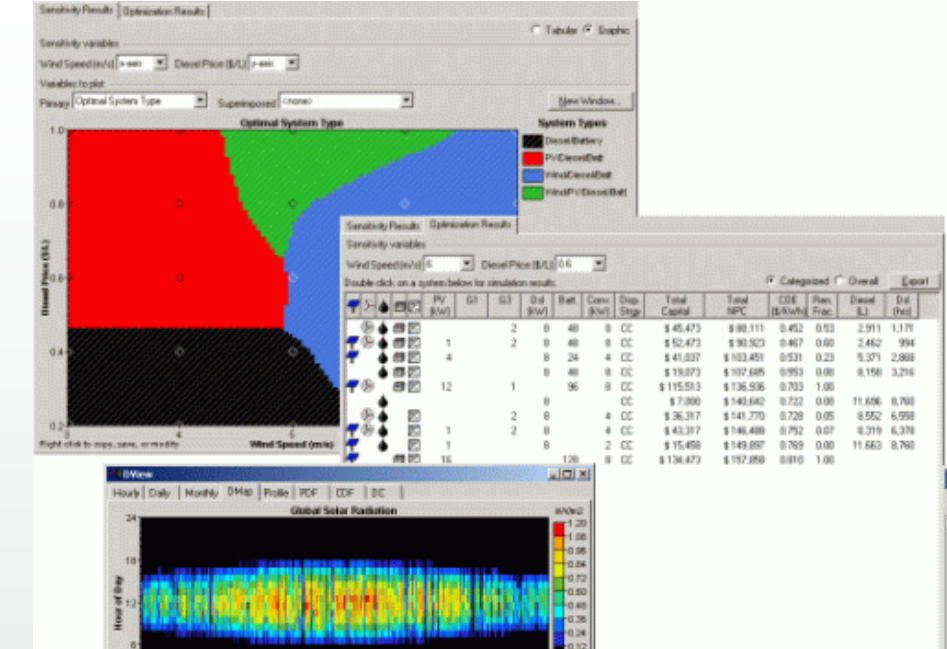 Sensitivity Results Optimization Results
Tabular Graphic
Sensitivity variables
Wind Speed (m/s) x-axis Diesel Price ($/L) y-axis
Variables to plot
Primary Optimal System Type Superimposed <none> New Window...
Optimal System Type
System Types
Diesel/Battery
PV/Diesel/Batt
Wind/Diesel/Batt
Wind/PV/Diesel/Batt
1.0
0.8
0.6
0.4
0.2
Diesel Price ($/L)
3 4 5
Right click to copy, save, or modify Wind Speed (m/s)
Sensitivity Results Optimization Results
Sensitivity variables
Wind Speed (m/s) 6 Diesel Price ($/L) 0.6
Double click on a system below for simulation results.
Categorized Overall Export
PV (kW) G1 G3 Dsl (kW) Batt. Conv. (kW) Disp. Strgy Total Capital Total NPC COE ($/kWh) Ren. Frac. Diesel (L) Dsl (hrs)
2 8 48 8 CC $ 45,473 $ 88,111 0.452 0.53 2,911 1,171
1 2 8 48 8 CC $ 52,473 $ 90,923 0.467 0.60 2,462 994
4 8 24 4 CC $ 41,037 $ 103,451 0.531 0.23 5,371 2,868
8 48 8 CC $ 19,073 $ 107,685 0.553 0.00 8,158 3,216
12 1 96 8 CC $ 115,513 $ 136,936 0.703 1.00
8 $ 7,000 $ 140,642 0.722 0.00 11,696 8,760
2 8 4 CC $ 36,317 $ 141,770 0.728 0.05 8,552 6,558
1 2 8 4 CC $ 43,317 $ 146,488 0.752 0.07 8,319 6,378
1 8 2 CC $ 15,458 $ 149,897 0.769 0.00 11,663 8,760
16 128 8 CC $ 134,473 $ 157,858 0.810 1.00
DView
Hourly Daily Monthly DMap Profile PDF CDF DC
Global Solar Radiation
24
18
12
6
Hour of Day
kW/m2
1.20
1.08
0.96
0.84
0.72
0.60
0.48
0.36
0.24
0.12